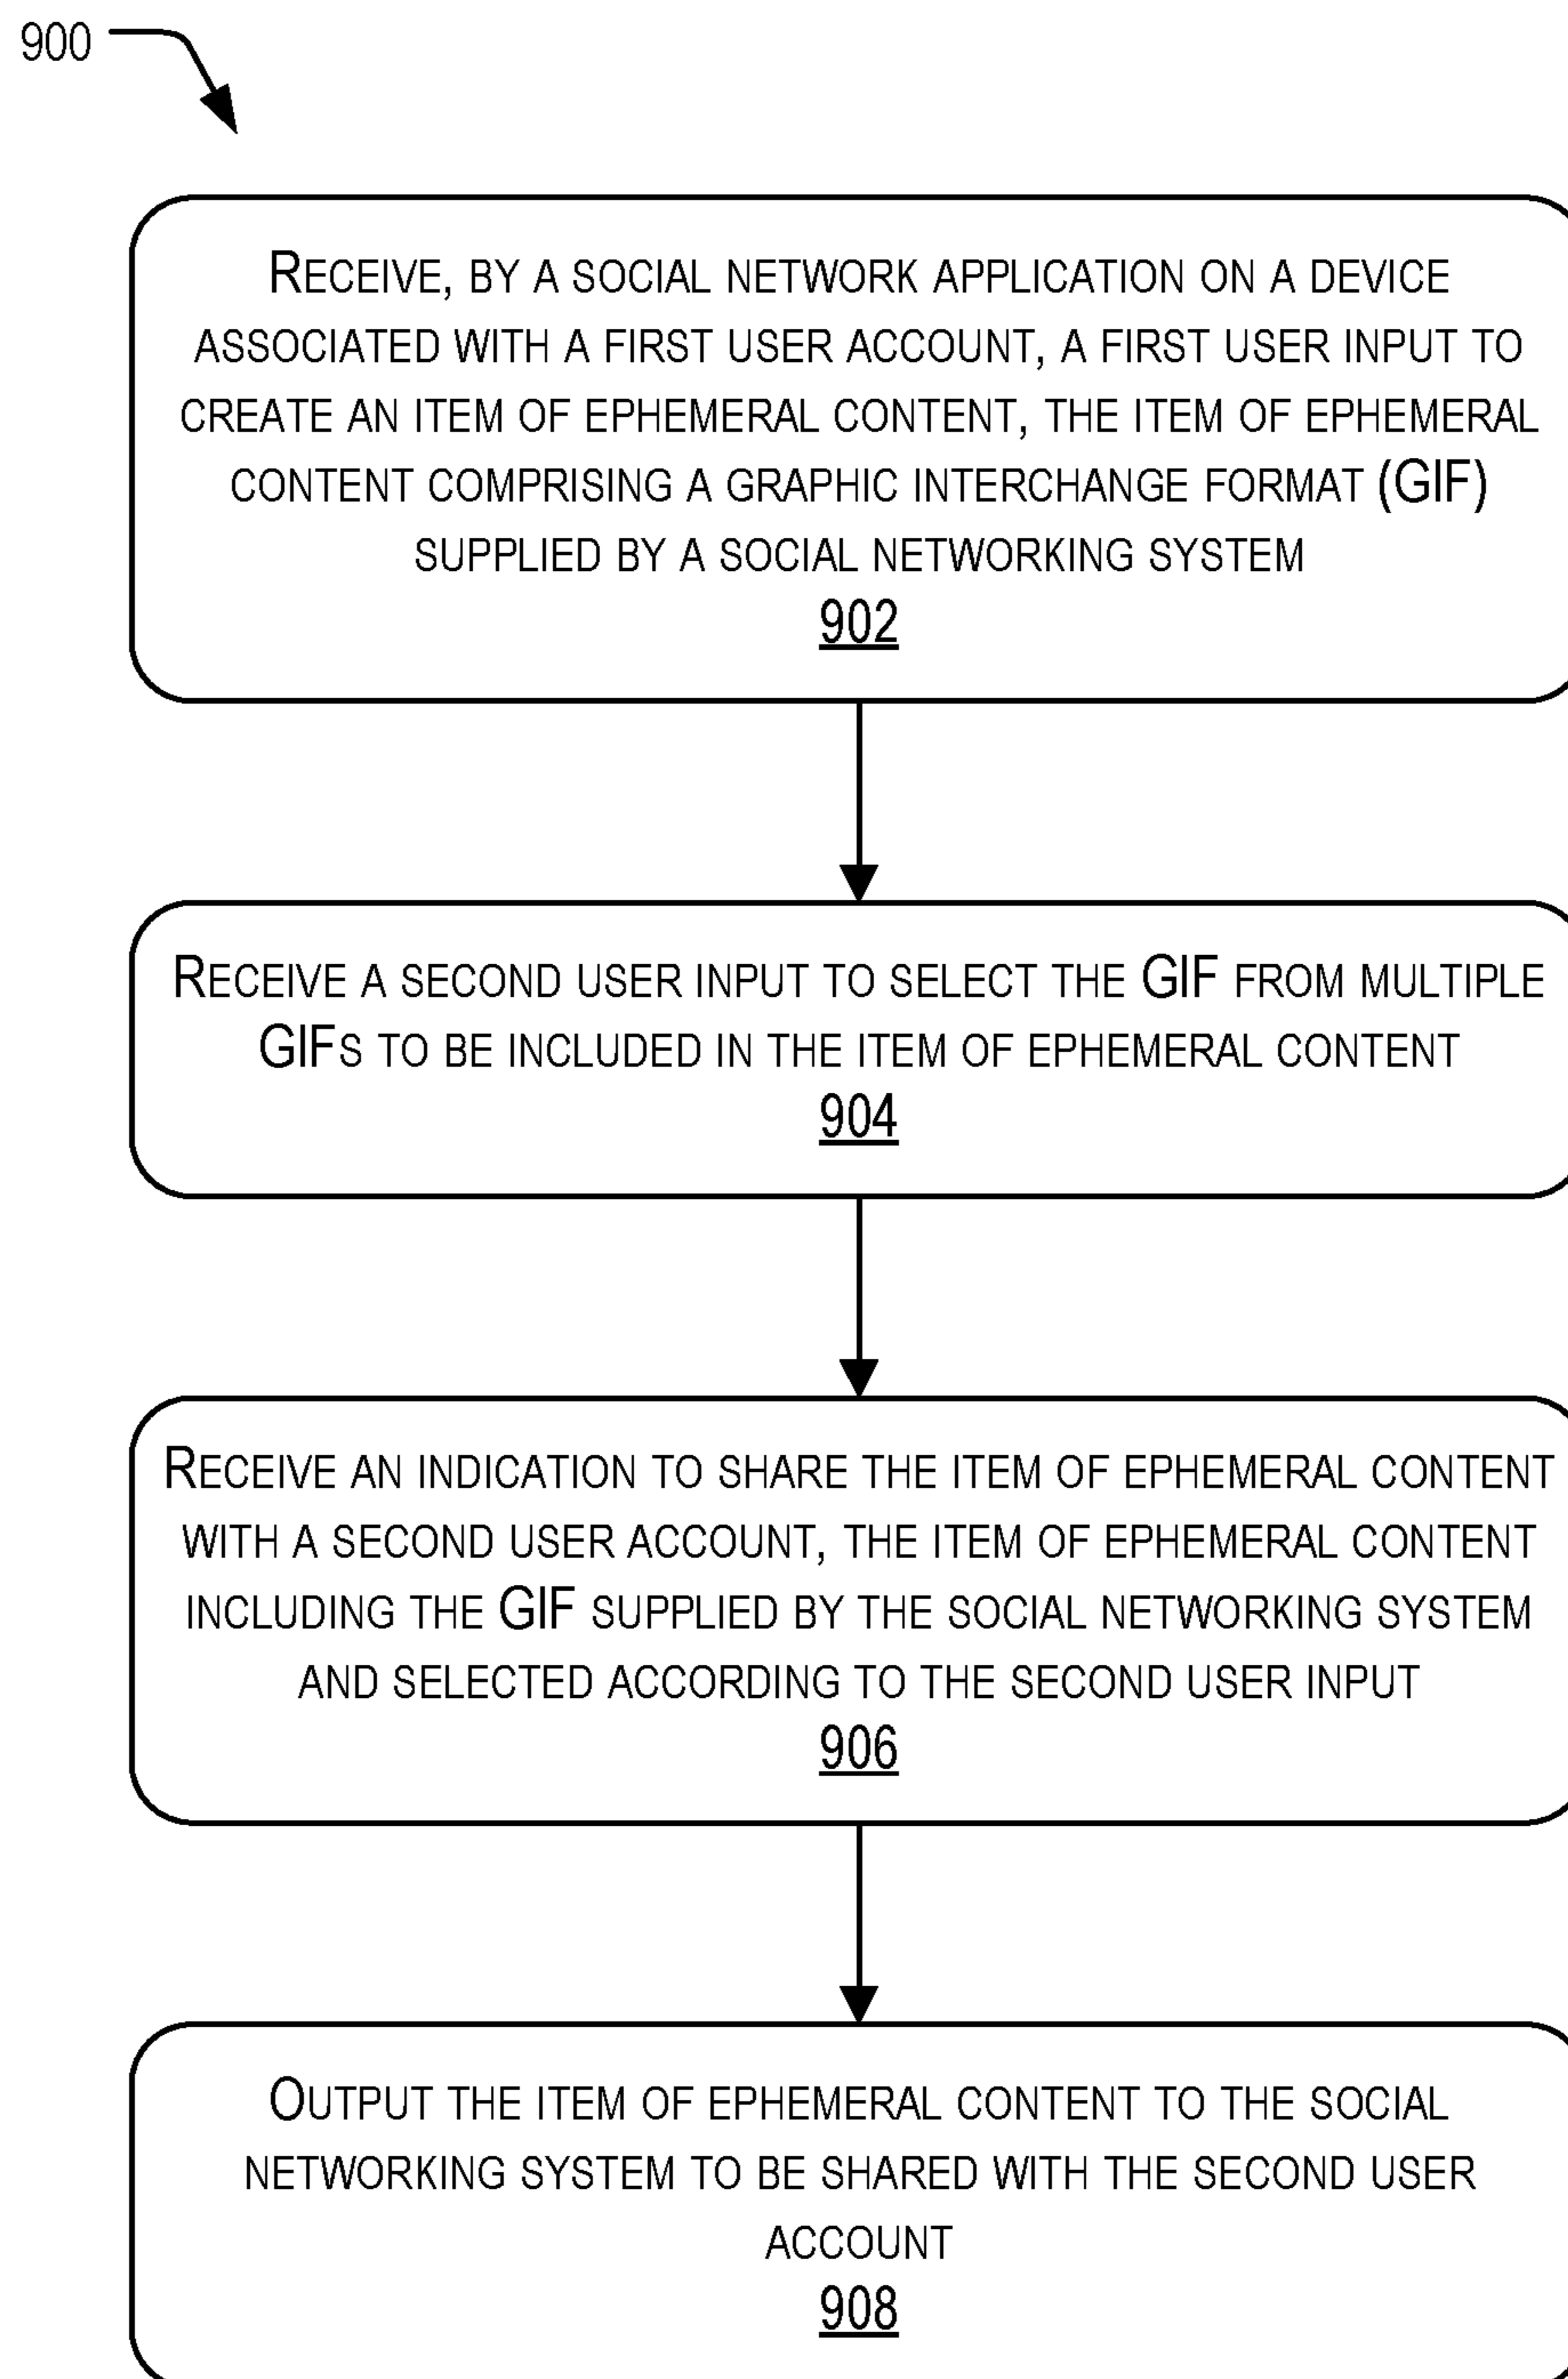 900
RECEIVE, BY A SOCIAL NETWORK APPLICATION ON A DEVICE
ASSOCIATED WITH A FIRST USER ACCOUNT, A FIRST USER INPUT TO
CREATE AN ITEM OF EPHEMERAL CONTENT, THE ITEM OF EPHEMERAL
CONTENT COMPRISING A GRAPHIC INTERCHANGE FORMAT (GIF)
SUPPLIED BY A SOCIAL NETWORKING SYSTEM
902
RECEIVE A SECOND USER INPUT TO SELECT THE GIF FROM MULTIPLE
GIFS TO BE INCLUDED IN THE ITEM OF EPHEMERAL CONTENT
904
RECEIVE AN INDICATION TO SHARE THE ITEM OF EPHEMERAL CONTENT
WITH A SECOND USER ACCOUNT, THE ITEM OF EPHEMERAL CONTENT
INCLUDING THE GIF SUPPLIED BY THE SOCIAL NETWORKING SYSTEM
AND SELECTED ACCORDING TO THE SECOND USER INPUT
906
OUTPUT THE ITEM OF EPHEMERAL CONTENT TO THE SOCIAL
NETWORKING SYSTEM TO BE SHARED WITH THE SECOND USER
ACCOUNT
908